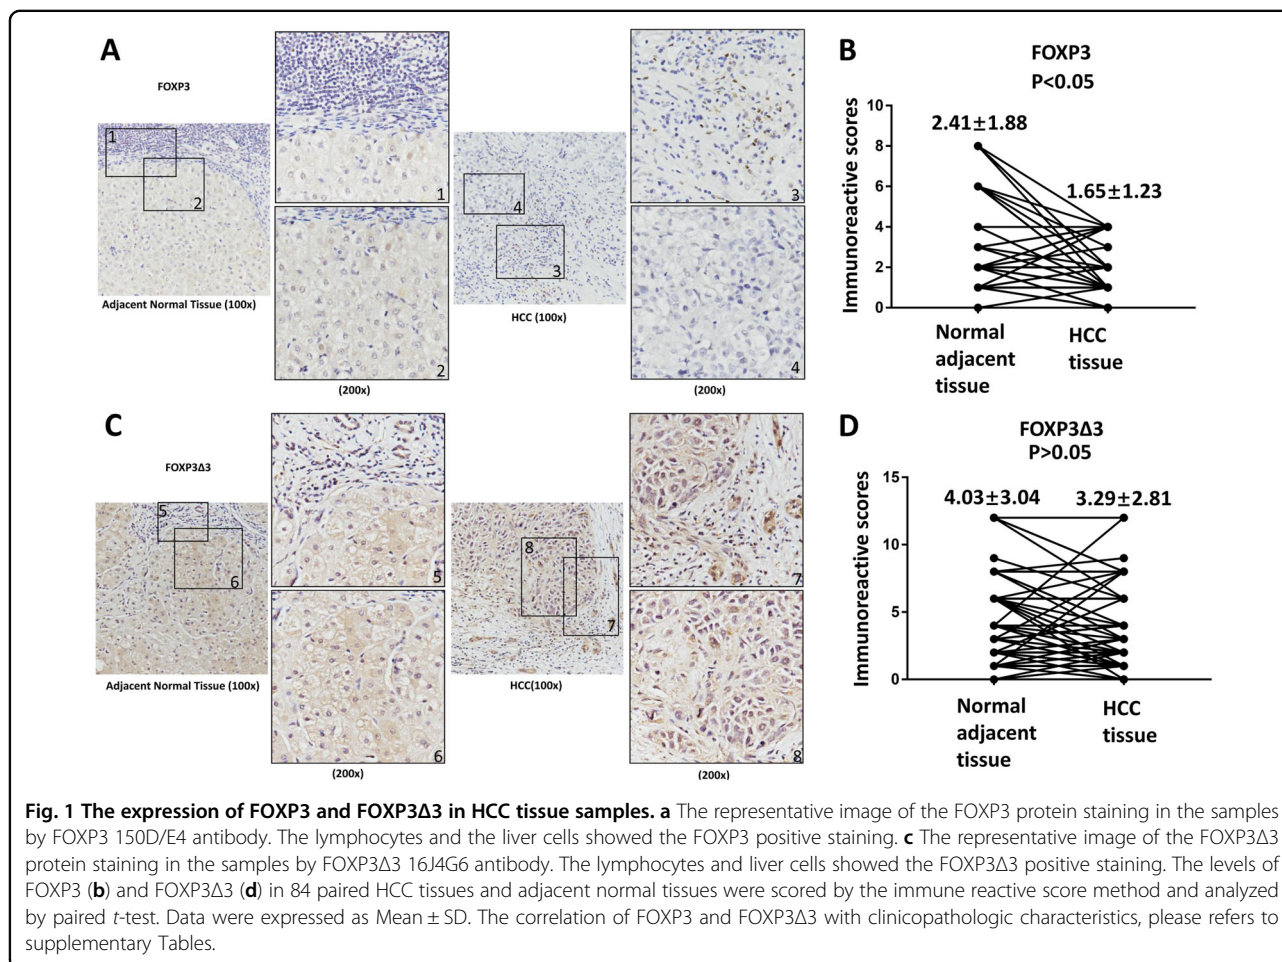 A
FOXP3
1
2
Adjacent Normal Tissue (100x)
1
2
(200x)
4
3
HCC (100x)
3
4
(200x)
B
FOXP3
P<0.05
Immunoreactive scores
10
8
6
4
2
0
2.41±1.88
1.65±1.23
Normal
adjacent
tissue
HCC
tissue
C
FOXP3Δ3
5
6
Adjacent Normal Tissue (100x)
5
6
(200x)
8
7
HCC(100x)
7
8
(200x)
D
FOXP3Δ3
P>0.05
Immunoreactive scores
15
10
5
0
4.03±3.04
3.29±2.81
Normal
adjacent
tissue
HCC
tissue
Fig. 1 The expression of FOXP3 and FOXP3Δ3 in HCC tissue samples. a The representative image of the FOXP3 protein staining in the samples
by FOXP3 150D/E4 antibody. The lymphocytes and the liver cells showed the FOXP3 positive staining. c The representative image of the FOXP3Δ3
protein staining in the samples by FOXP3Δ3 16J4G6 antibody. The lymphocytes and liver cells showed the FOXP3Δ3 positive staining. The levels of
FOXP3 (b) and FOXP3Δ3 (d) in 84 paired HCC tissues and adjacent normal tissues were scored by the immune reactive score method and analyzed
by paired t-test. Data were expressed as Mean ± SD. The correlation of FOXP3 and FOXP3Δ3 with clinicopathologic characteristics, please refers to
supplementary Tables.